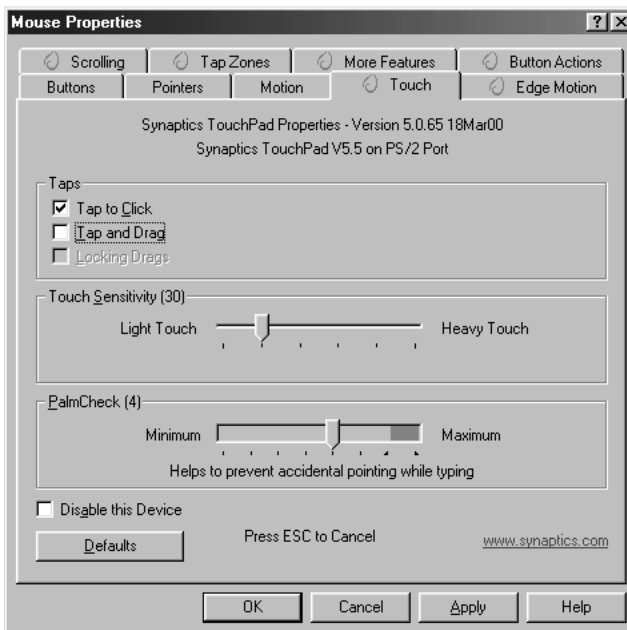 Mouse Properties
Scrolling Tap Zones More Features Button Actions
Buttons Pointers Motion Touch Edge Motion
Synaptics TouchPad Properties - Version 5.0.65 18Mar00
Synaptics TouchPad V5.5 on PS/2 Port
Taps
Tap to Click
Tap and Drag
Locking Drags
Touch Sensitivity (30)
Light Touch Heavy Touch
PalmCheck (4)
Minimum Maximum
Helps to prevent accidental pointing while typing
Disable this Device
Defaults Press ESC to Cancel www.synaptics.com
OK Cancel Apply Help